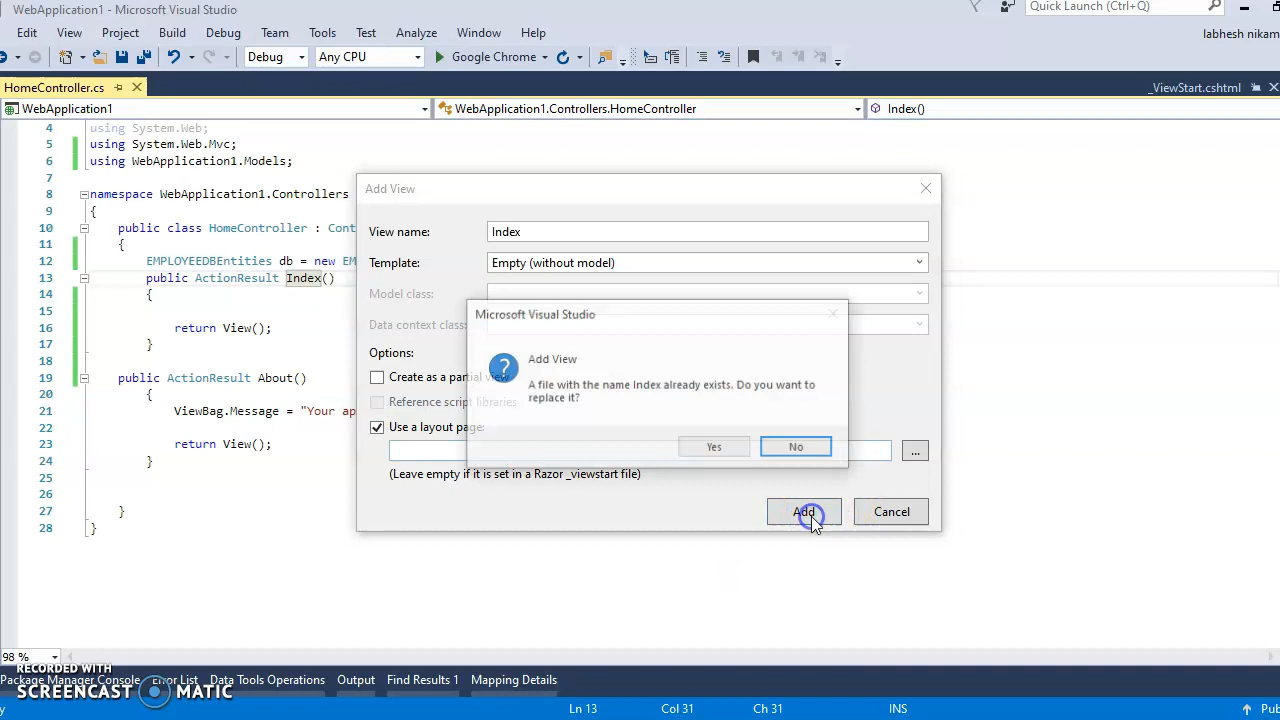 WebApplication1 - Microsoft Visual Studio
Quick Launch (Ctrl+Q)
Edit View Project Build Debug Team Tools Test Analyze Window Help
labhesh nikam
Debug Any CPU Google Chrome
HomeController.cs
_ViewStart.cshtml
WebApplication1
WebApplication1.Controllers.HomeController
Index()
4 using System.Web;
5 using System.Web.Mvc;
6 using WebApplication1.Models;
7
8 namespace WebApplication1.Controllers
9 {
10 public class HomeController : Cont
11 {
12 EMPLOYEEDBEntities db = new EM
13 public ActionResult Index()
14 {
15
16 return View();
17 }
18
19 public ActionResult About()
20 {
21 ViewBag.Message = "Your ap
22
23 return View();
24 }
25
26
27 }
28 }
Add View
View name: Index
Template: Empty (without model)
Model class:
Data context class:
Options:
Create as a partial view
Reference script libraries
Use a layout page:
...
(Leave empty if it is set in a Razor _viewstart file)
Add Cancel
Microsoft Visual Studio
?
Add View
A file with the name Index already exists. Do you want to
replace it?
Yes No
98 %
RECORDED WITH
SCREENCAST MATIC
Package Manager Console Error List Data Tools Operations Output Find Results 1 Mapping Details
y Ln 13 Col 31 Ch 31 INS Pub